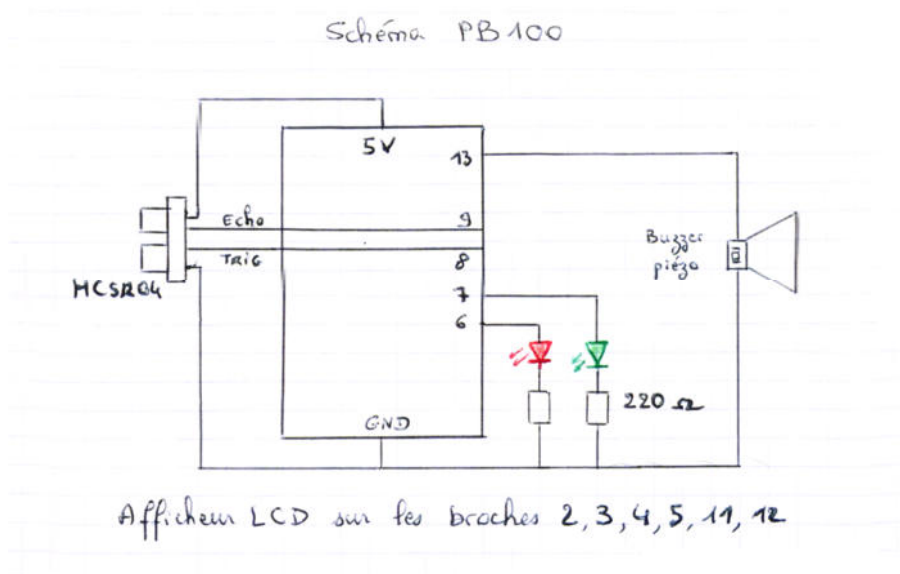 Schéma PB100
5V
13
Echo
9
TRIG
8
HCSR04
Buzzer
piézo
7
6
220 Ω
GND
Afficheur LCD sur les broches 2, 3, 4, 5, 11, 12